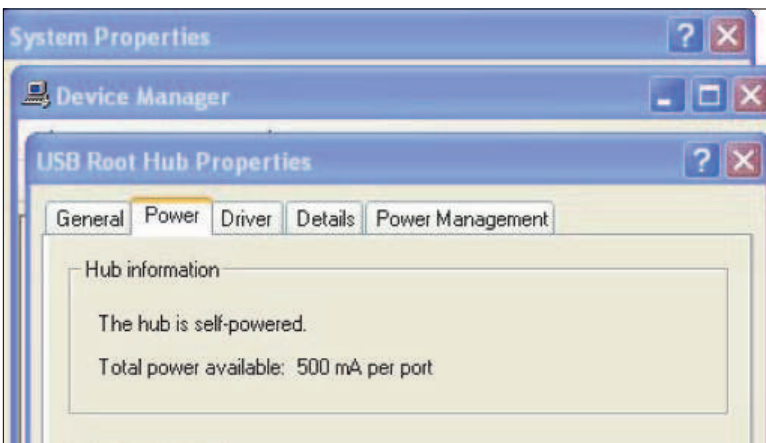 System Properties
Device Manager
USB Root Hub Properties
General Power Driver Details Power Management
Hub information
The hub is self-powered.
Total power available: 500 mA per port